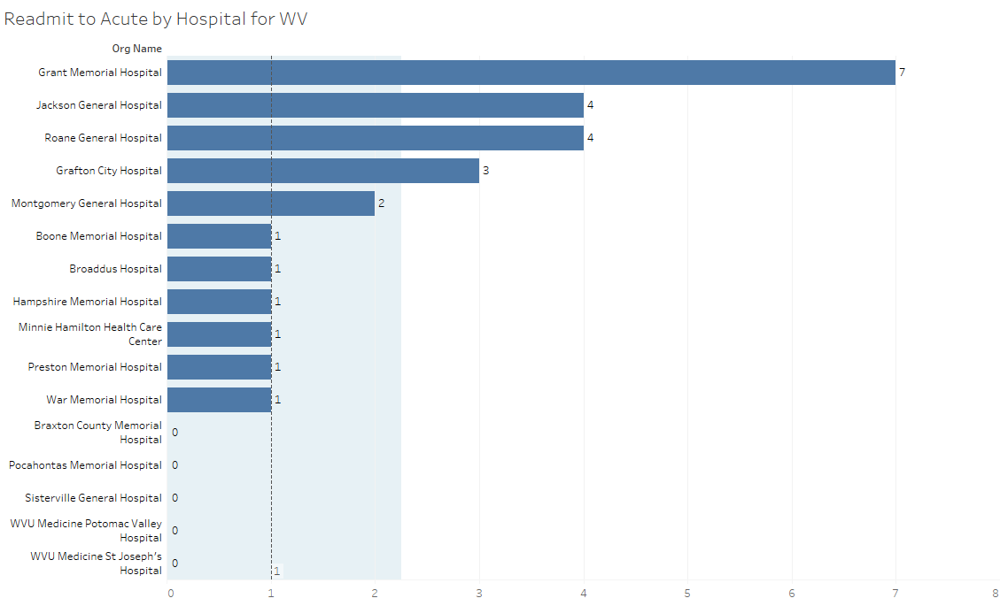 Readmit to Acute by Hospital for WV
Org Name
Grant Memorial Hospital 7
Jackson General Hospital 4
Roane General Hospital 4
Grafton City Hospital 3
Montgomery General Hospital 2
Boone Memorial Hospital 1
Broaddus Hospital 1
Hampshire Memorial Hospital 1
Minnie Hamilton Health Care
Center 1
Preston Memorial Hospital 1
War Memorial Hospital 1
Braxton County Memorial
Hospital 0
Pocahontas Memorial Hospital 0
Sisterville General Hospital 0
WVU Medicine Potomac Valley
Hospital 0
WVU Medicine St Joseph's
Hospital 0
1
0 1 2 3 4 5 6 7 8